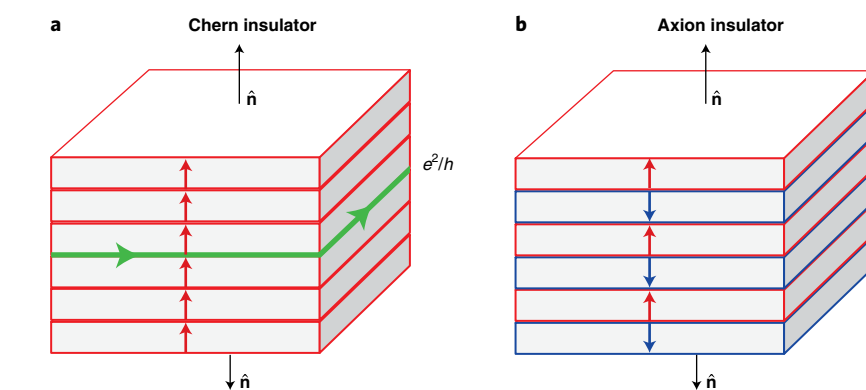 a Chern insulator
n̂
e²/h
n̂
b Axion insulator
n̂
n̂